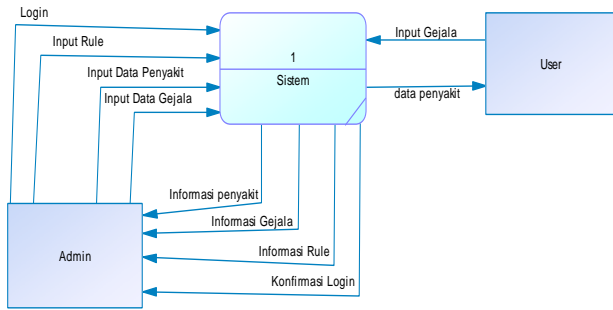 Login
Input Rule
Input Data Penyakit
Input Data Gejala
1
Sistem
Input Gejala
data penyakit
User
Informasi penyakit
Informasi Gejala
Informasi Rule
Konfirmasi Login
Admin